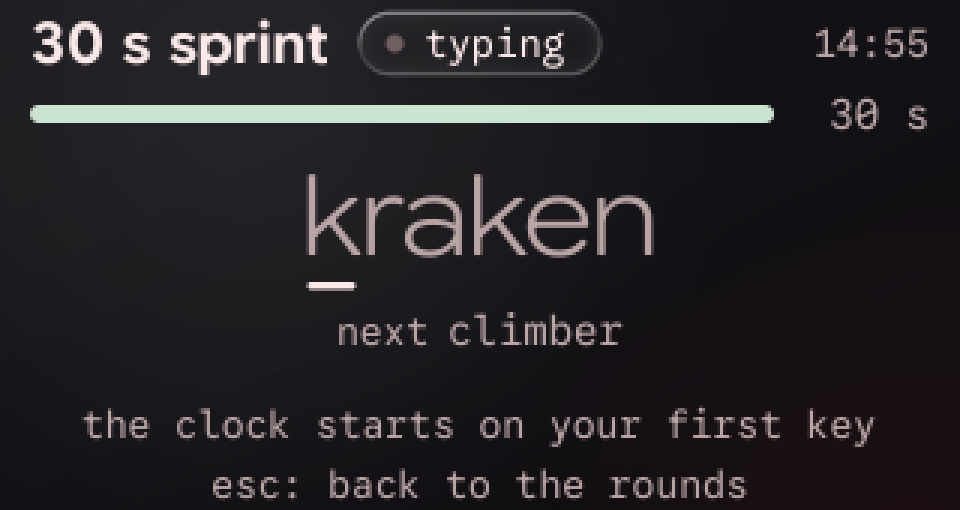 30 s sprint typing 14:55
30 s
kraken
next climber
the clock starts on your first key
esc: back to the rounds